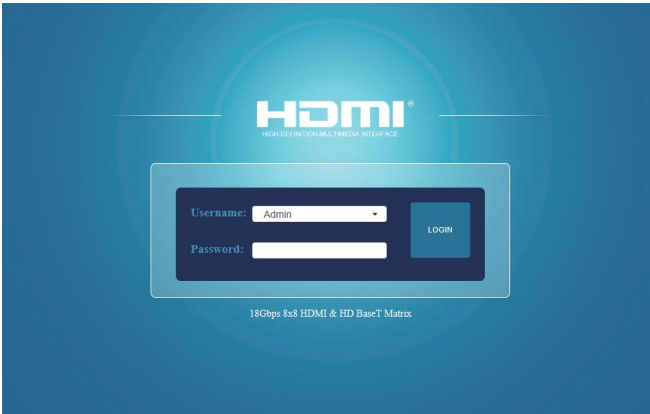 HDMI®
HIGH DEFINITION MULTIMEDIA INTERFACE
Username: Admin
LOGIN
Password:
18Gbps 8x8 HDMI & HD BaseT Matrix